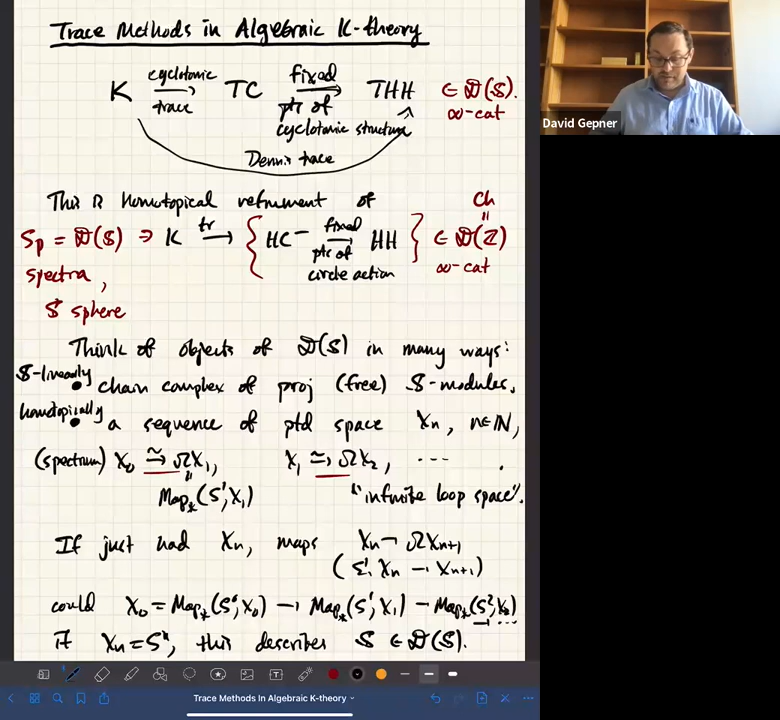 Trace Methods in Algebraic K-theory
K cyclotomic trace → TC fixed pts of cyclotomic structure → THH ∈ 𝒟(𝕊).
∞-cat
Dennis trace
David Gepner
This is homotopical refinement of
Ch
Sp = 𝒟(𝕊) ∋ K tr → { HC⁻ fixed pts of circle action → HH } ∈ 𝒟(ℤ)
∞-cat
spectra,
𝕊 sphere
Think of objects of 𝒟(𝕊) in many ways:
𝕊-linearly • chain complex of proj (free) 𝕊-modules.
homotopically • a sequence of ptd space Xₙ, n∈ℕ,
(spectrum) X₀ ≃→ ΩX₁, X₁ ≃→ ΩX₂, ... .
Map_*(S¹, X₁) "infinite loop space".
If just had Xₙ, maps Xₙ → ΩXₙ₊₁
(S¹∧Xₙ → Xₙ₊₁)
could X₀ = Map_*(S⁰, X₀) → Map_*(S¹, X₁) → Map_*(S², X₂) → ...
if Xₙ = Sⁿ, this describes 𝕊 ∈ 𝒟(𝕊).
Trace Methods In Algebraic K-theory